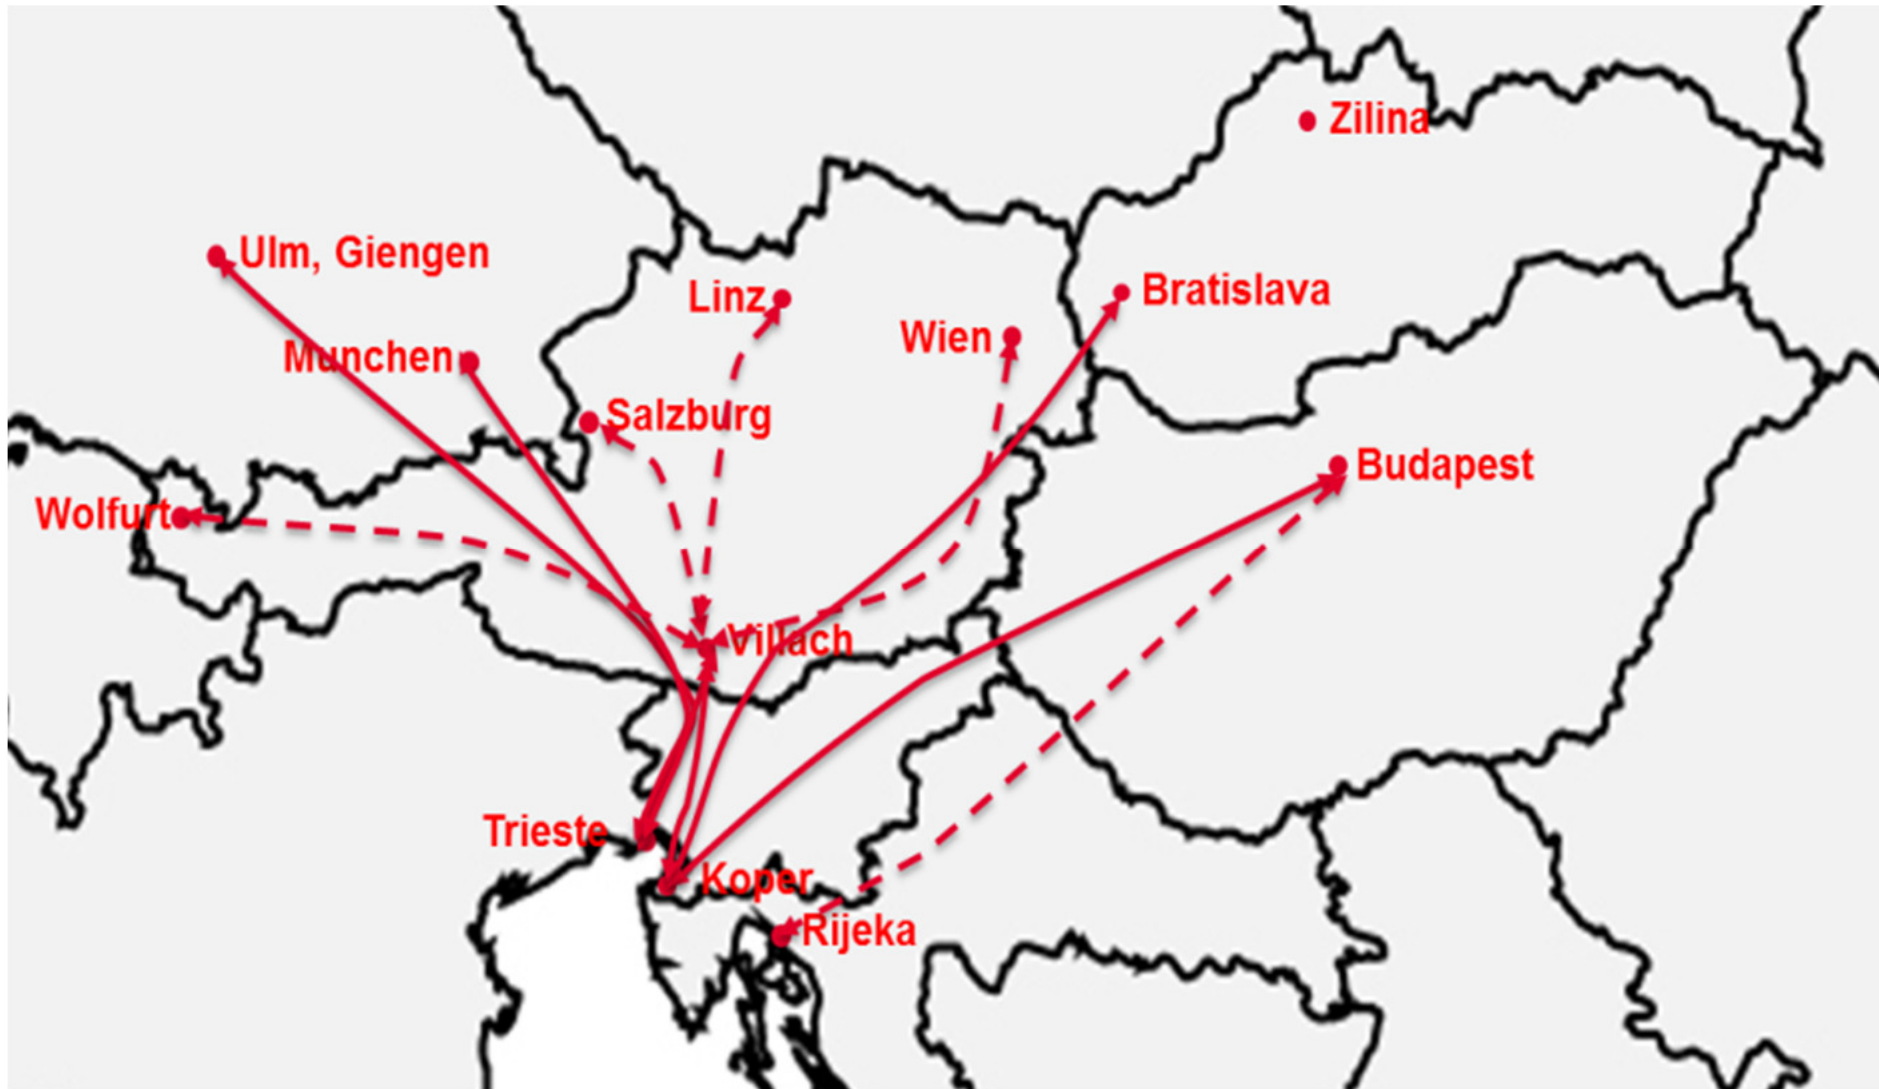 Zilina
Ulm, Giengen
Linz
Bratislava
Wien
Munchen
Salzburg
Budapest
Wolfurt
Villach
Trieste
Koper
Rijeka